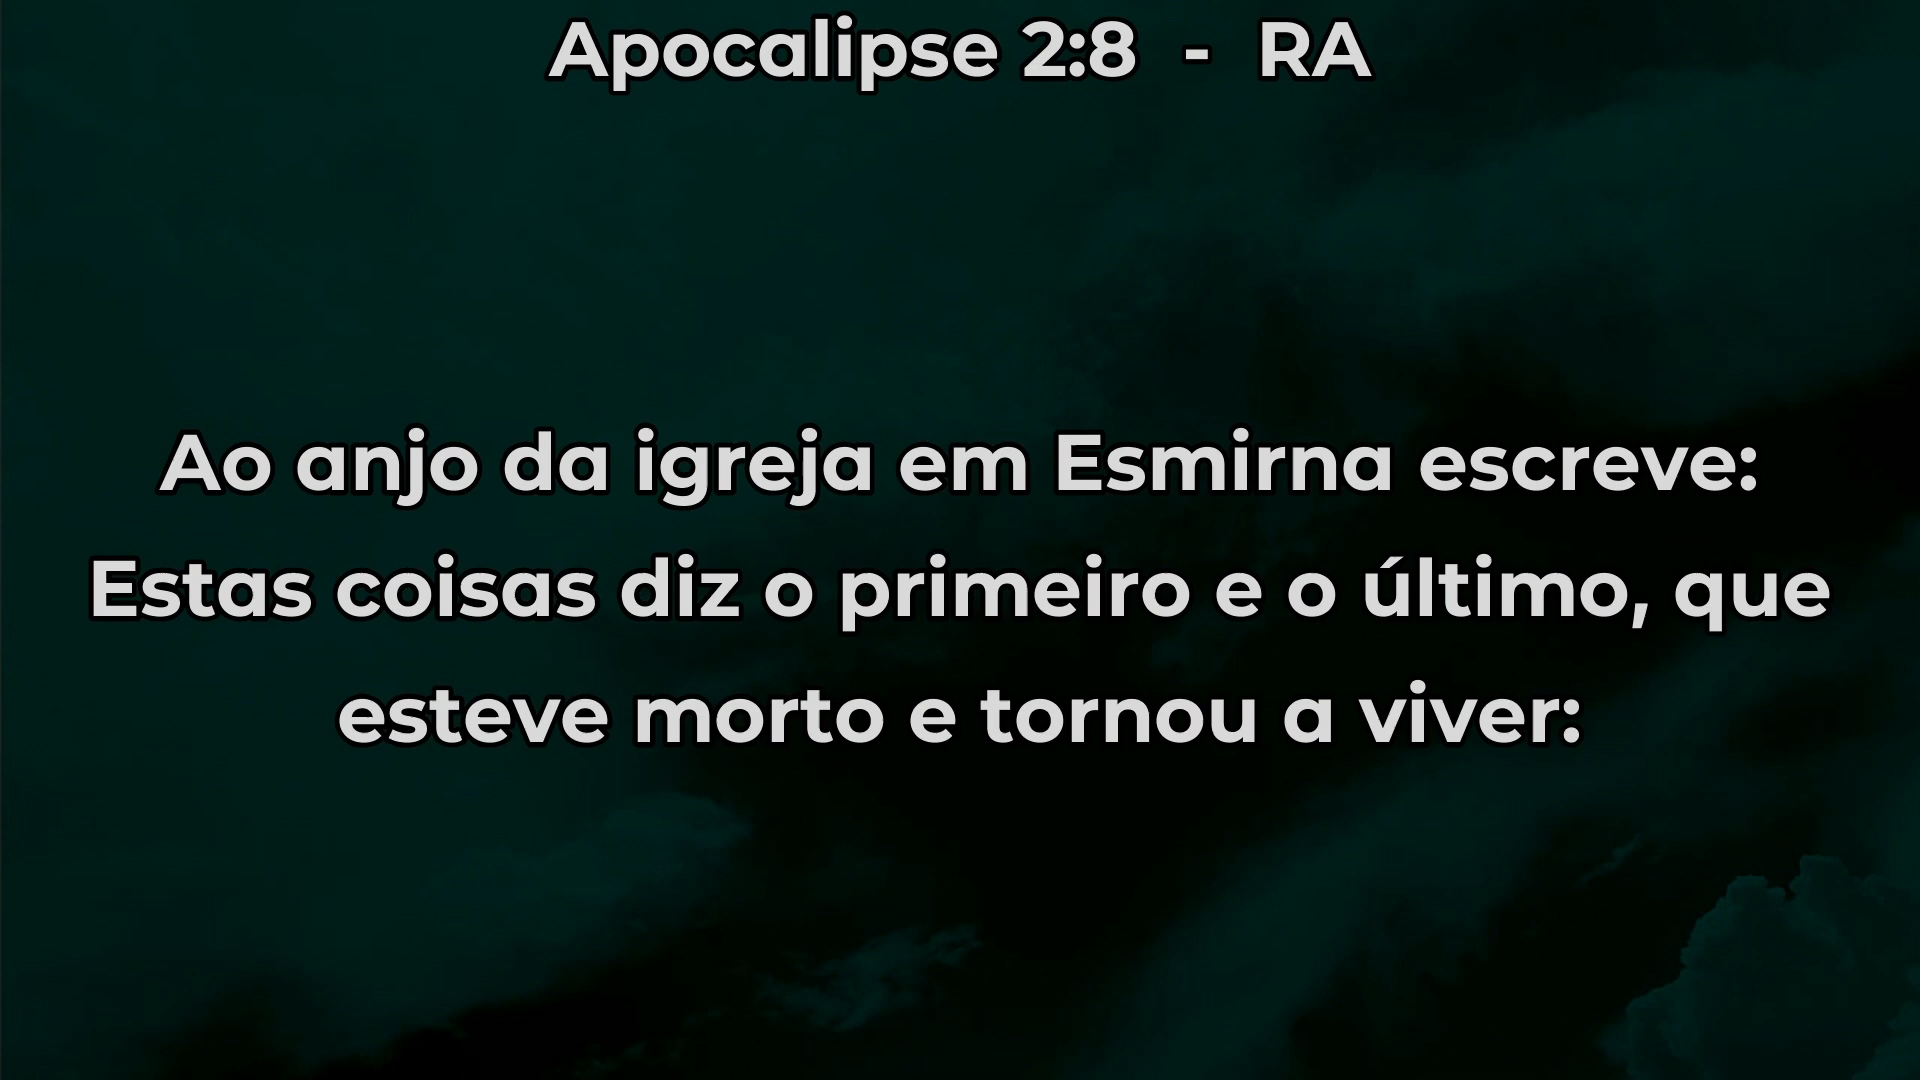 Apocalipse 2:8 - RA
Ao anjo da igreja em Esmirna escreve:
Estas coisas diz o primeiro e o último, que
esteve morto e tornou a viver: